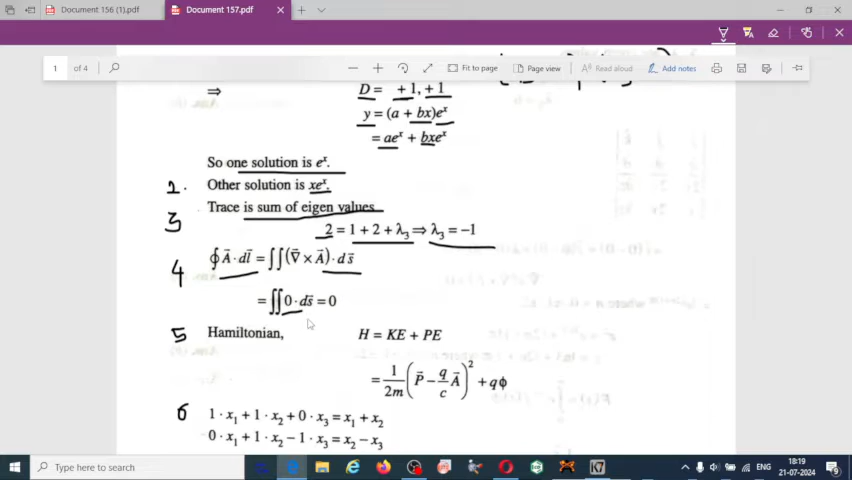 Document 156 (1).pdf
Document 157.pdf
1 of 4
Fit to page
Page view
Read aloud
Add notes
⇒ D = +1, +1
y = (a + bx)eˣ
= aeˣ + bxeˣ
So one solution is eˣ.
2. Other solution is xeˣ.
3 Trace is sum of eigen values
2 = 1 + 2 + λ₃ ⇒ λ₃ = −1
4 ∮ A⃗ · dl⃗ = ∬(∇⃗ × A⃗) · d s⃗
= ∬ 0 · ds⃗ = 0
5 Hamiltonian, H = KE + PE
= 1/2m (P⃗ − q/c A⃗)² + qϕ
6 1 · x₁ + 1 · x₂ + 0 · x₃ = x₁ + x₂
0 · x₁ + 1 · x₂ − 1 · x₃ = x₂ − x₃
Type here to search
ENG
18:19
21-07-2024